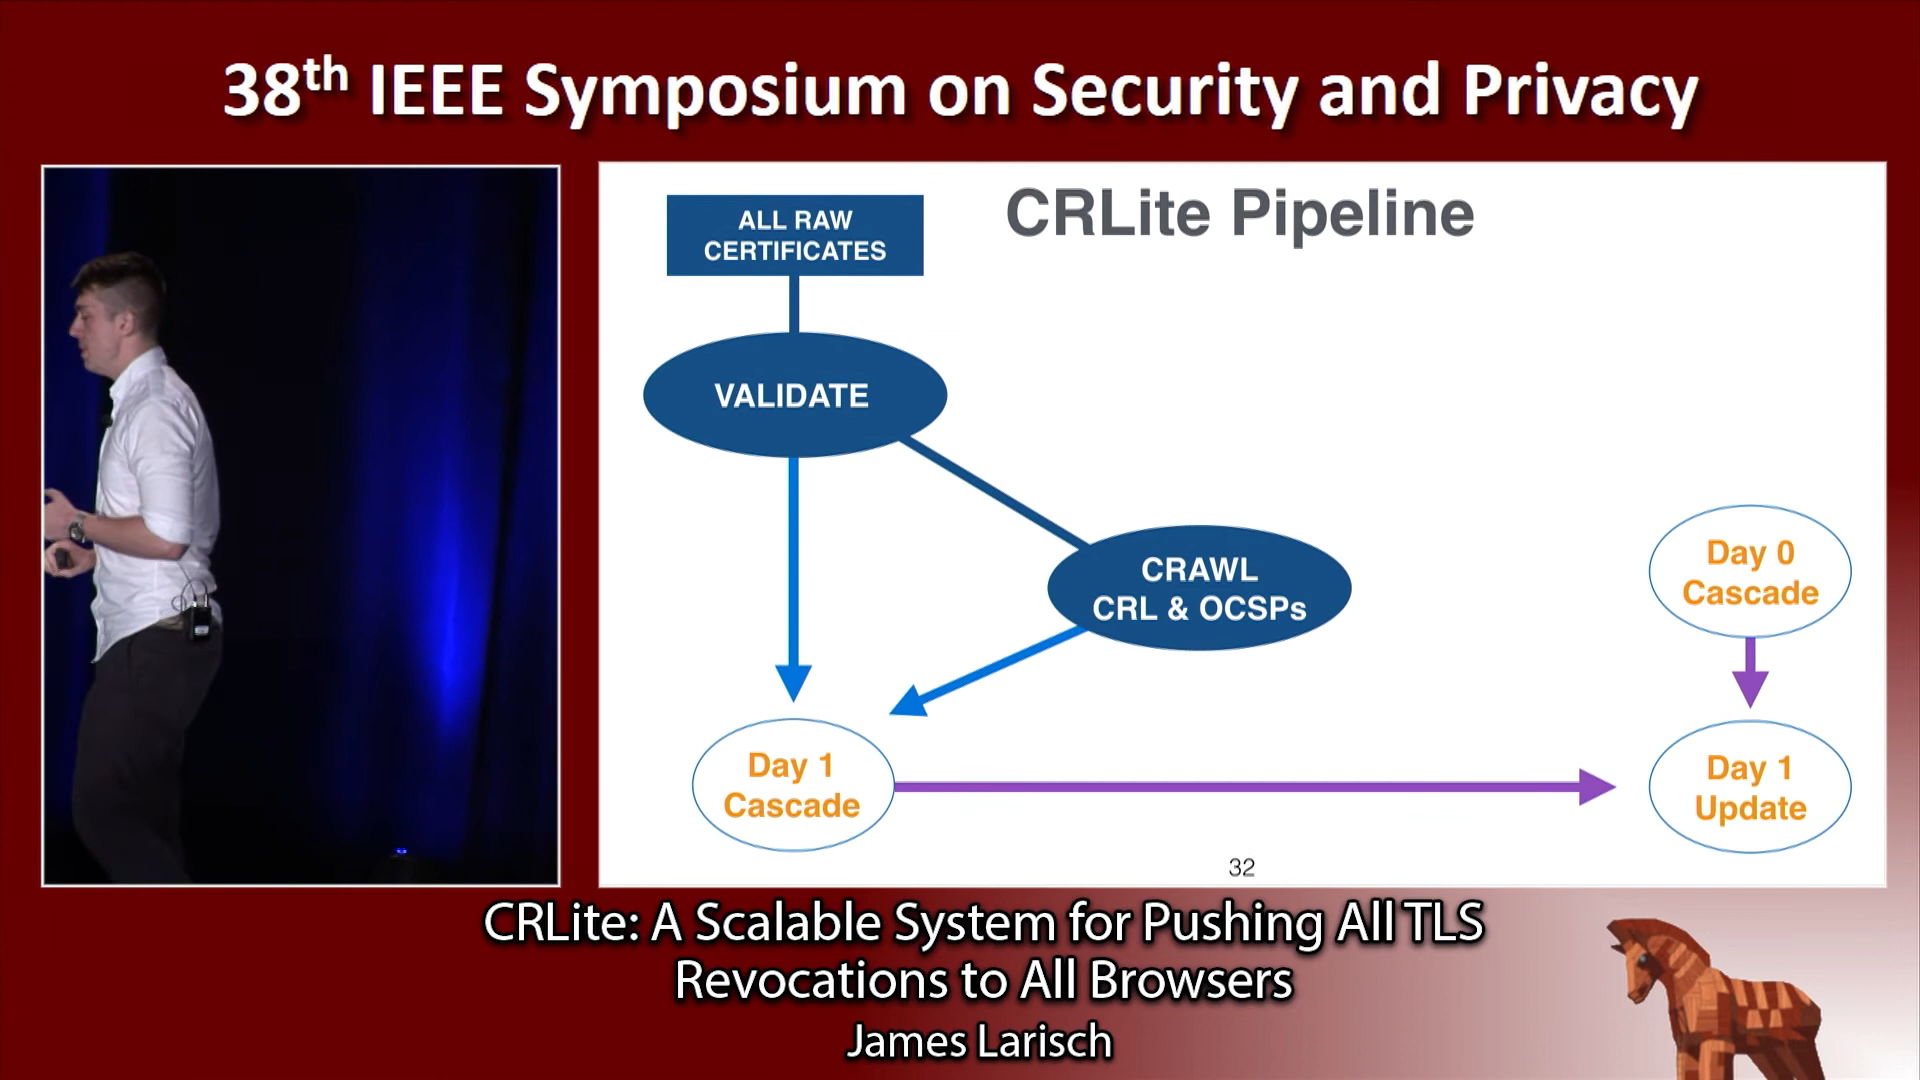 38th IEEE Symposium on Security and Privacy
CRLite Pipeline
ALL RAW
CERTIFICATES
VALIDATE
CRAWL
CRL & OCSPs
Day 0
Cascade
Day 1
Cascade
Day 1
Update
32
CRLite: A Scalable System for Pushing All TLS
Revocations to All Browsers
James Larisch